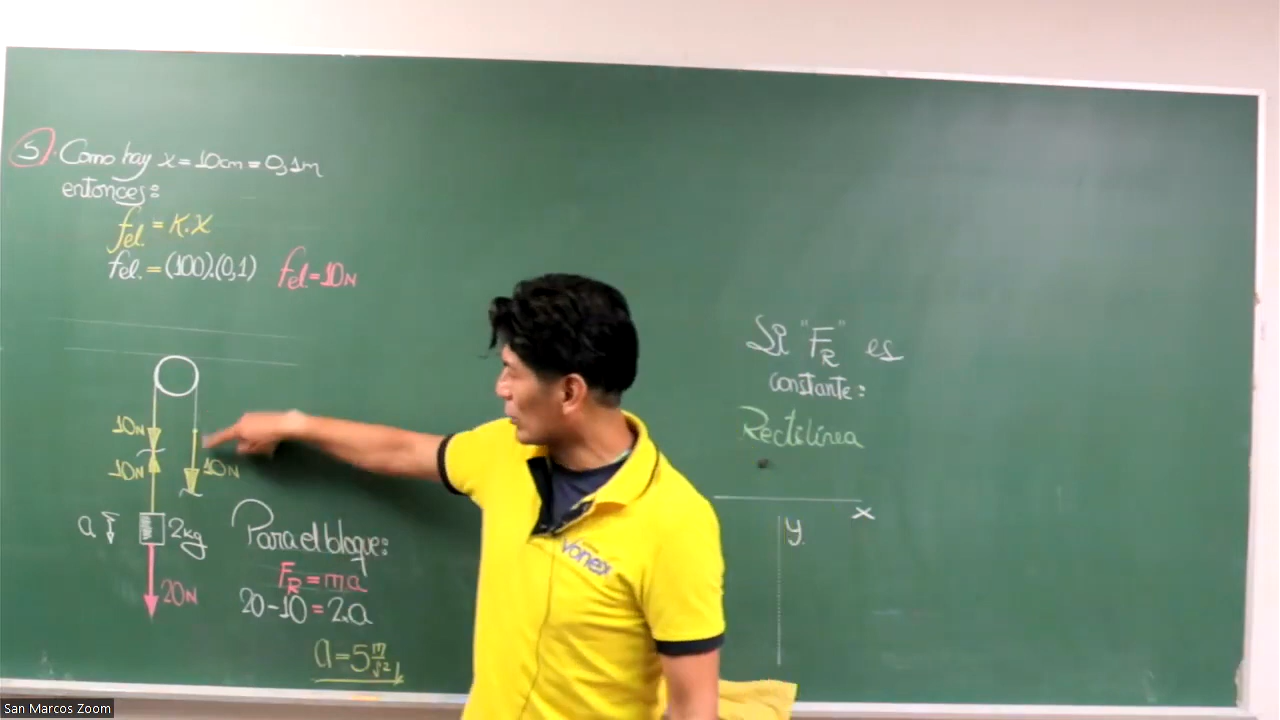 5. Como hay x = 10cm = 0,1m
entonces:
fel. = K.X
fel. = (100).(0,1) fel = 10N
10N
10N
10N
a 2kg
20N
Para el bloque:
FR = ma
20-10 = 2.a
a = 5 m/s²
Si "FR" es
constante:
Rectilínea
x
y.
Vonex
San Marcos Zoom